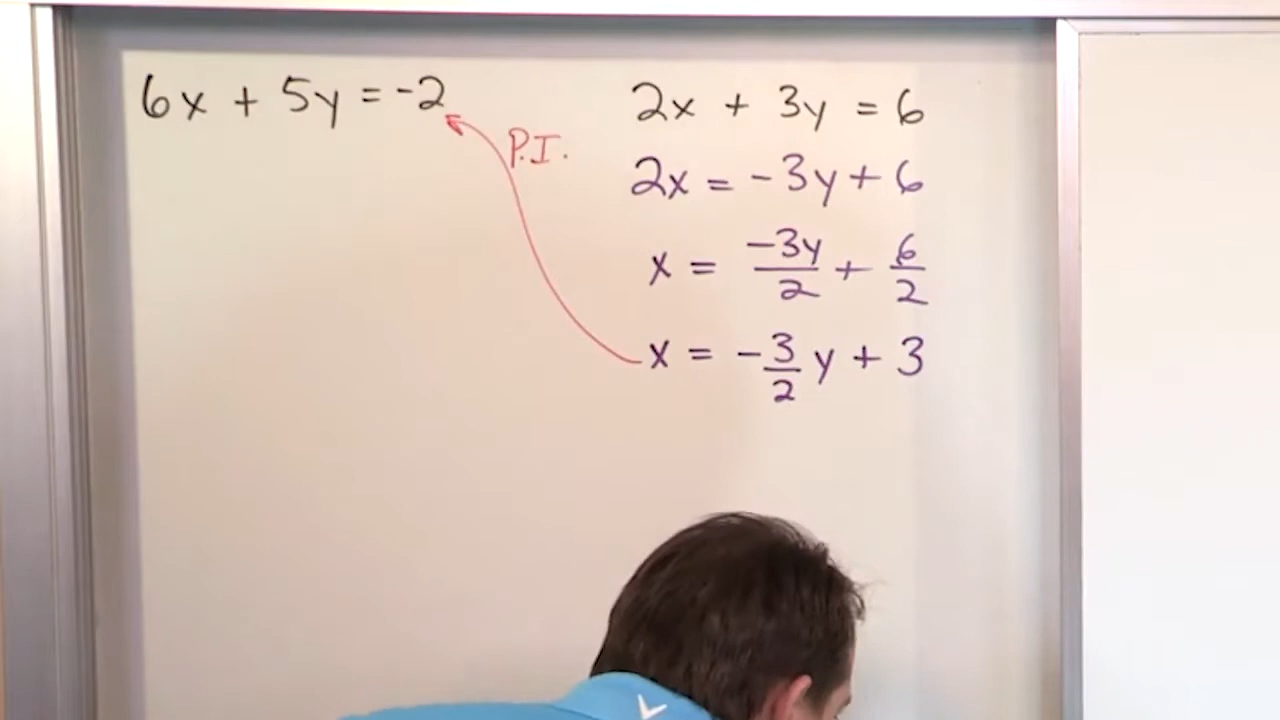 6x + 5y = -2
P.I.
2x + 3y = 6
2x = -3y + 6
x = -3y/2 + 6/2
x = -3/2 y + 3